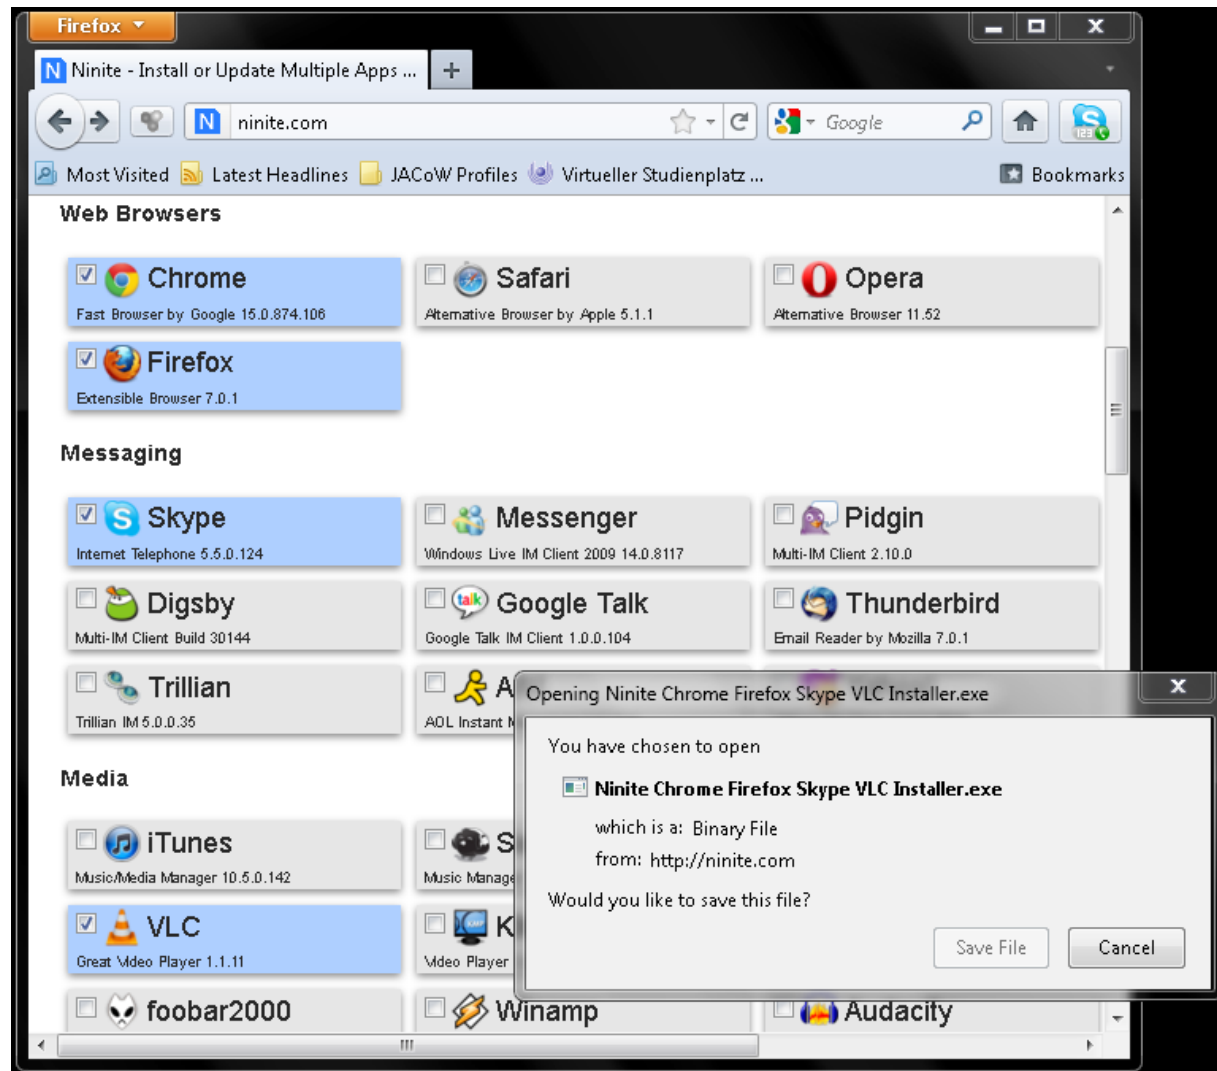 Firefox
Ninite - Install or Update Multiple Apps ...
ninite.com
Google
Most Visited Latest Headlines JACoW Profiles Virtueller Studienplatz ... Bookmarks
Web Browsers
Chrome Safari Opera
Fast Browser by Google 15.0.874.106 Alternative Browser by Apple 5.1.1 Alternative Browser 11.52
Firefox
Extensible Browser 7.0.1
Messaging
Skype Messenger Pidgin
Internet Telephone 5.5.0.124 Windows Live IM Client 2009 14.0.8117 Multi-IM Client 2.10.0
Digsby Google Talk Thunderbird
Multi-IM Client Build 30144 Google Talk IM Client 1.0.0.104 Email Reader by Mozilla 7.0.1
Trillian A
Trillian IM 5.0.0.35 AOL Instant M
Media
iTunes S
Music/Media Manager 10.5.0.142 Music Manage
VLC K
Great Video Player 1.1.11 Video Player
foobar2000 Winamp Audacity
Opening Ninite Chrome Firefox Skype VLC Installer.exe
You have chosen to open
Ninite Chrome Firefox Skype VLC Installer.exe
which is a: Binary File
from: http://ninite.com
Would you like to save this file?
Save File Cancel